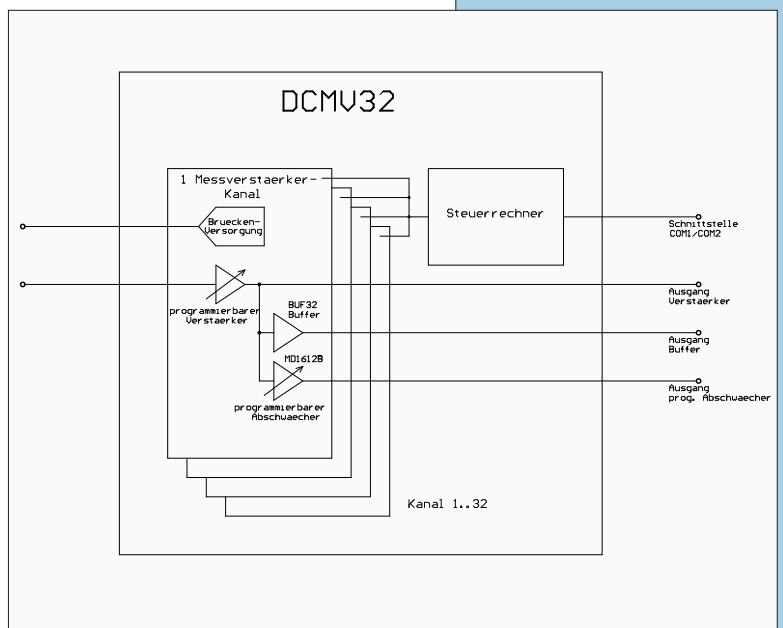 DCMV32
1 Messverstaerker-
Kanal
Bruecken-
Versorgung
Steuerrechner
Schnittstelle
COM1/COM2
programmierbarer
Verstaerker
BUF32
Buffer
Ausgang
Verstaerker
Ausgang
Buffer
MD1612B
programmierbarer
Abschwaecher
Ausgang
prog. Abschwaecher
Kanal 1..32